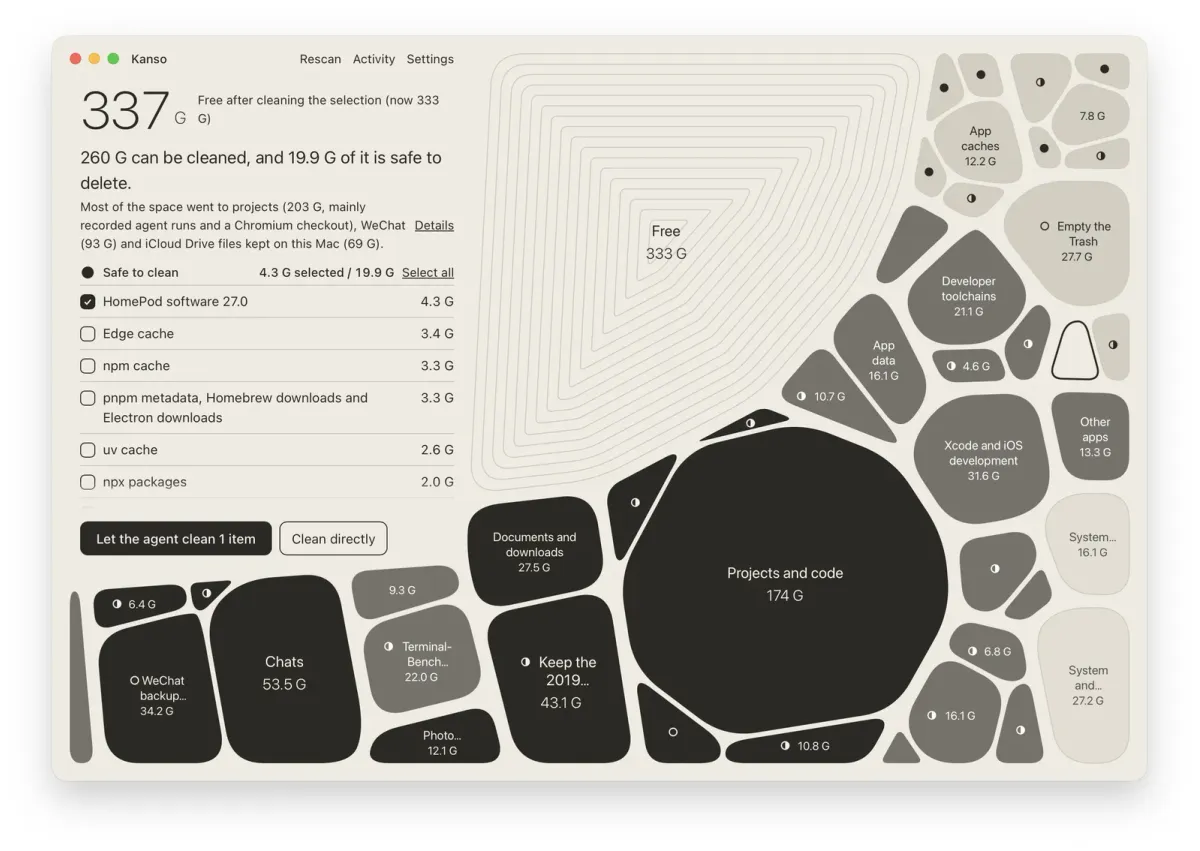 Kanso
Rescan Activity Settings
337 G
Free after cleaning the selection (now 333
G)
260 G can be cleaned, and 19.9 G of it is safe to
delete.
Most of the space went to projects (203 G, mainly
recorded agent runs and a Chromium checkout), WeChat
(93 G) and iCloud Drive files kept on this Mac (69 G).
Details
Safe to clean 4.3 G selected / 19.9 G Select all
HomePod software 27.0 4.3 G
Edge cache 3.4 G
npm cache 3.3 G
pnpm metadata, Homebrew downloads and 3.3 G
Electron downloads
uv cache 2.6 G
npx packages 2.0 G
Let the agent clean 1 item
Clean directly
Free
333 G
App
caches
12.2 G
7.8 G
Empty the
Trash
27.7 G
Developer
toolchains
21.1 G
App
data
16.1 G
4.6 G
10.7 G
Other
apps
13.3 G
Xcode and iOS
development
31.6 G
System...
16.1 G
Documents and
downloads
27.5 G
Projects and code
174 G
6.4 G
9.3 G
Chats
53.5 G
Terminal-
Bench...
22.0 G
Keep the
2019...
43.1 G
WeChat
backup...
34.2 G
Photo...
12.1 G
10.8 G
6.8 G
16.1 G
System
and...
27.2 G